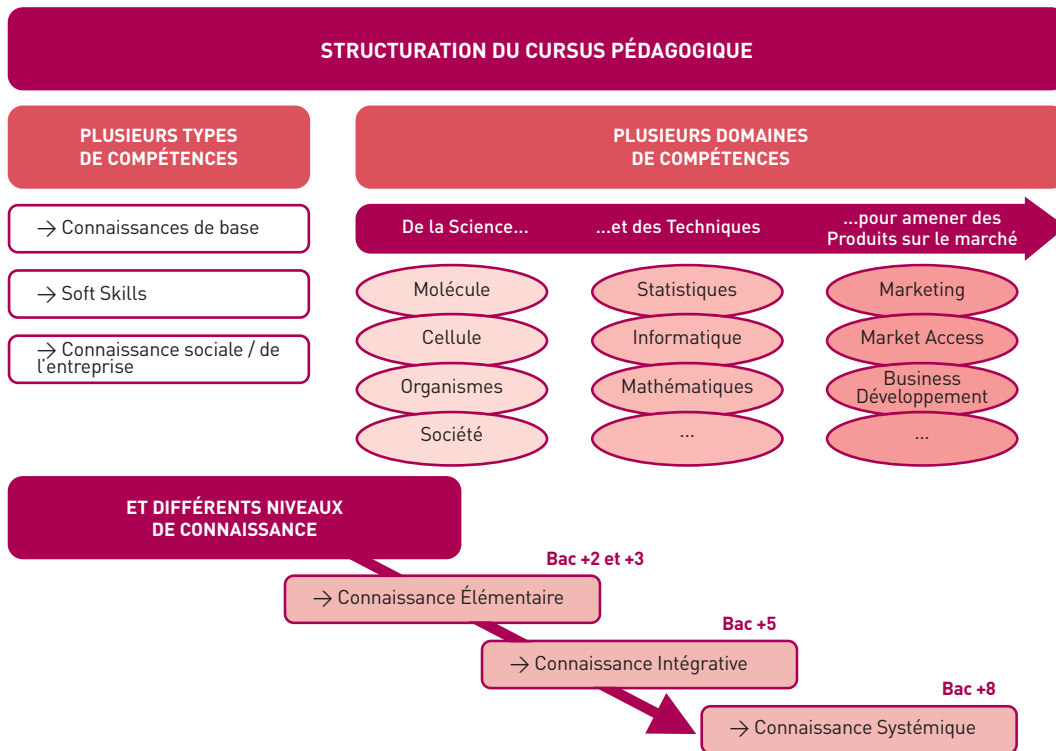 STRUCTURATION DU CURSUS PÉDAGOGIQUE
PLUSIEURS TYPES
DE COMPÉTENCES
→ Connaissances de base
→ Soft Skills
→ Connaissance sociale / de
l’entreprise
PLUSIEURS DOMAINES
DE COMPÉTENCES
De la Science...
...et des Techniques
...pour amener des
Produits sur le marché
Molécule
Cellule
Organismes
Société
Statistiques
Informatique
Mathématiques
...
Marketing
Market Access
Business
Développement
...
ET DIFFÉRENTS NIVEAUX
DE CONNAISSANCE
Bac +2 et +3
→ Connaissance Élémentaire
Bac +5
→ Connaissance Intégrative
Bac +8
→ Connaissance Systémique